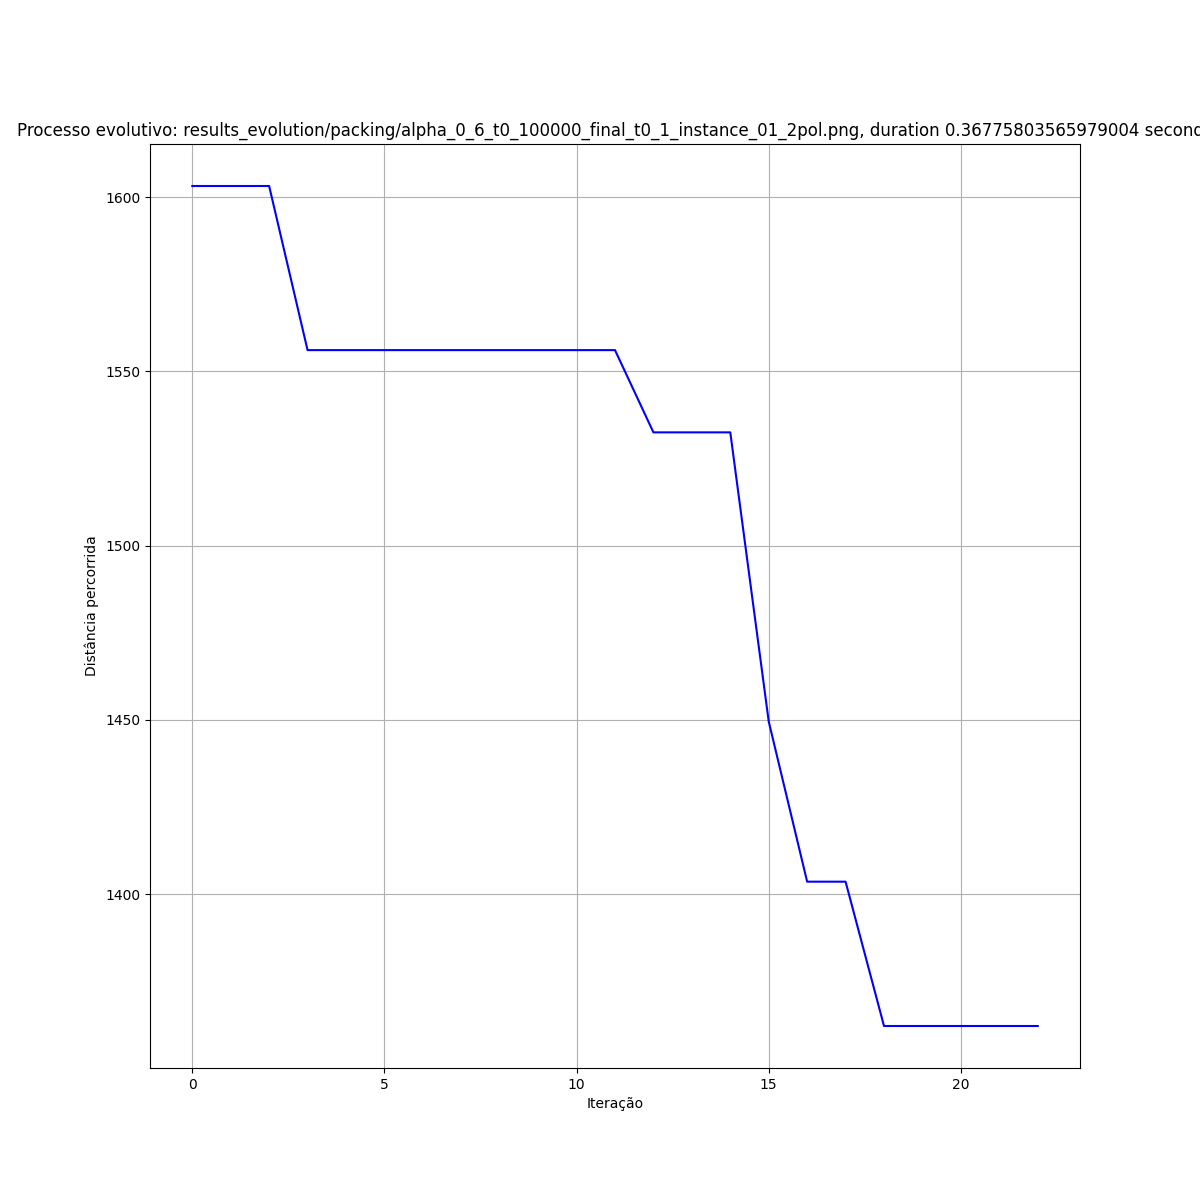 Processo evolutivo: results_evolution/packing/alpha_0_6_t0_100000_final_t0_1_instance_01_2pol.png, duration 0.36775803565979004 second
1600
1550
1500
1450
1400
Distância percorrida
0 5 10 15 20
Iteração